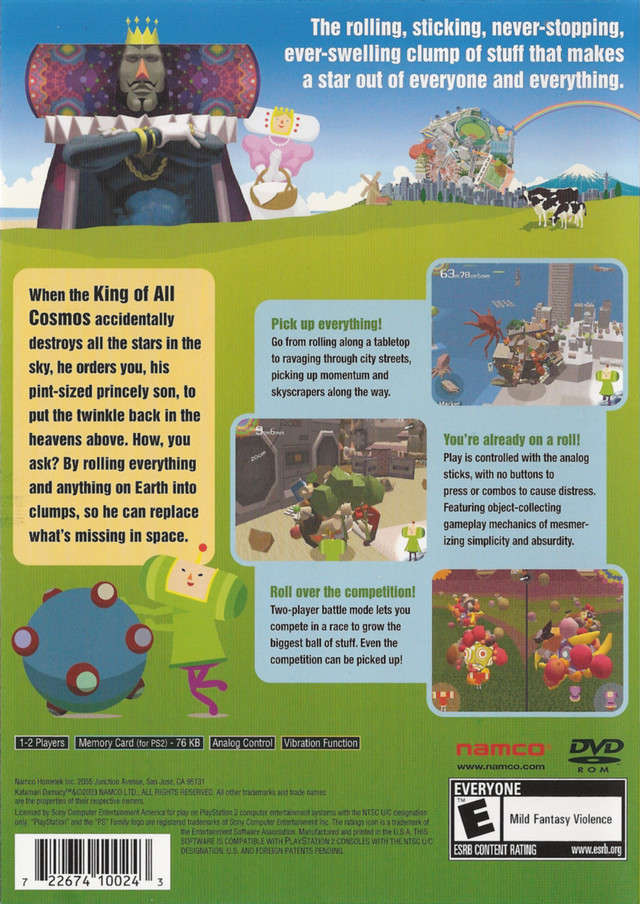 The rolling, sticking, never-stopping,
ever-swelling clump of stuff that makes
a star out of everyone and everything.
When the King of All
Cosmos accidentally
destroys all the stars in the
sky, he orders you, his
pint-sized princely son, to
put the twinkle back in the
heavens above. How, you
ask? By rolling everything
and anything on Earth into
clumps, so he can replace
what's missing in space.
Pick up everything!
Go from rolling along a tabletop
to ravaging through city streets,
picking up momentum and
skyscrapers along the way.
63m78cm5mm
Market
9cm6mm
20cm
You're already on a roll!
Play is controlled with the analog
sticks, with no buttons to
press or combos to cause distress.
Featuring object-collecting
gameplay mechanics of mesmer-
izing simplicity and absurdity.
Roll over the competition!
Two-player battle mode lets you
compete in a race to grow the
biggest ball of stuff. Even the
competition can be picked up!
1-2 Players
Memory Card (for PS2) - 76 KB
Analog Control
Vibration Function
namco
www.namco.com
DVD
ROM
Namco Hometek Inc. 2055 Junction Avenue, San Jose, CA 95131
Katamari Damacy™&©2003 NAMCO LTD., ALL RIGHTS RESERVED. All other trademarks and trade names
are the properties of their respective owners.
Licensed by Sony Computer Entertainment America for play on PlayStation 2 computer entertainment systems with the NTSC U/C designation
only. "PlayStation" and the "PS" Family logo are registered trademarks of Sony Computer Entertainment Inc. The ratings icon is a trademark of
the Entertainment Software Association. Manufactured and printed in the U.S.A. THIS
SOFTWARE IS COMPATIBLE WITH PLAYSTATION 2 CONSOLES WITH THE NTSC U/C
DESIGNATION. U.S. AND FOREIGN PATENTS PENDING.
7 22674 10024 3
EVERYONE
E
TM
Mild Fantasy Violence
ESRB CONTENT RATING
www.esrb.org